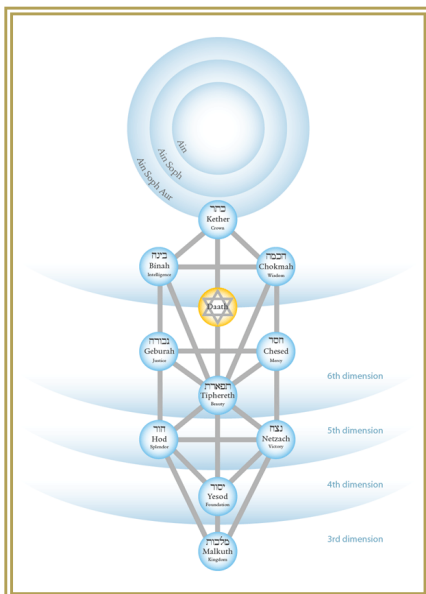 Ain
Ain Soph
Ain Soph Aur
כתר
Kether
Crown
בינה
Binah
Intelligence
חכמה
Chokmah
Wisdom
Daath
גבורה
Geburah
Justice
חסד
Chesed
Mercy
6th dimension
תפארת
Tiphereth
Beauty
5th dimension
הוד
Hod
Splendor
נצח
Netzach
Victory
4th dimension
יסוד
Yesod
Foundation
3rd dimension
מלכות
Malkuth
Kingdom